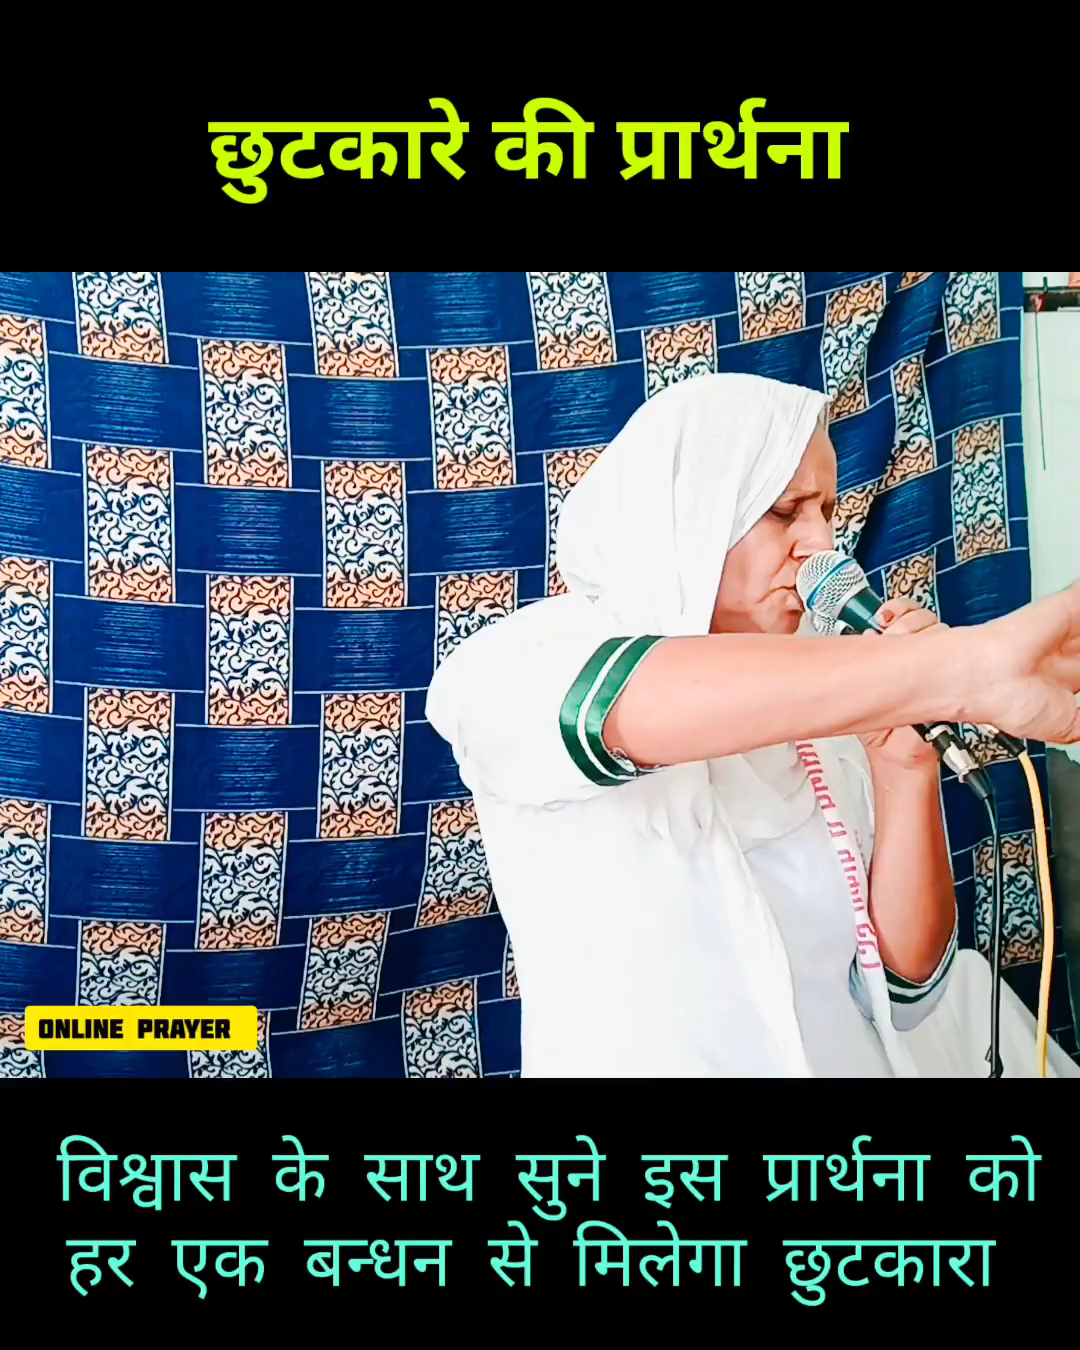 छुटकारे की प्रार्थना
ONLINE PRAYER
विश्वास के साथ सुने इस प्रार्थना को
हर एक बन्धन से मिलेगा छुटकारा